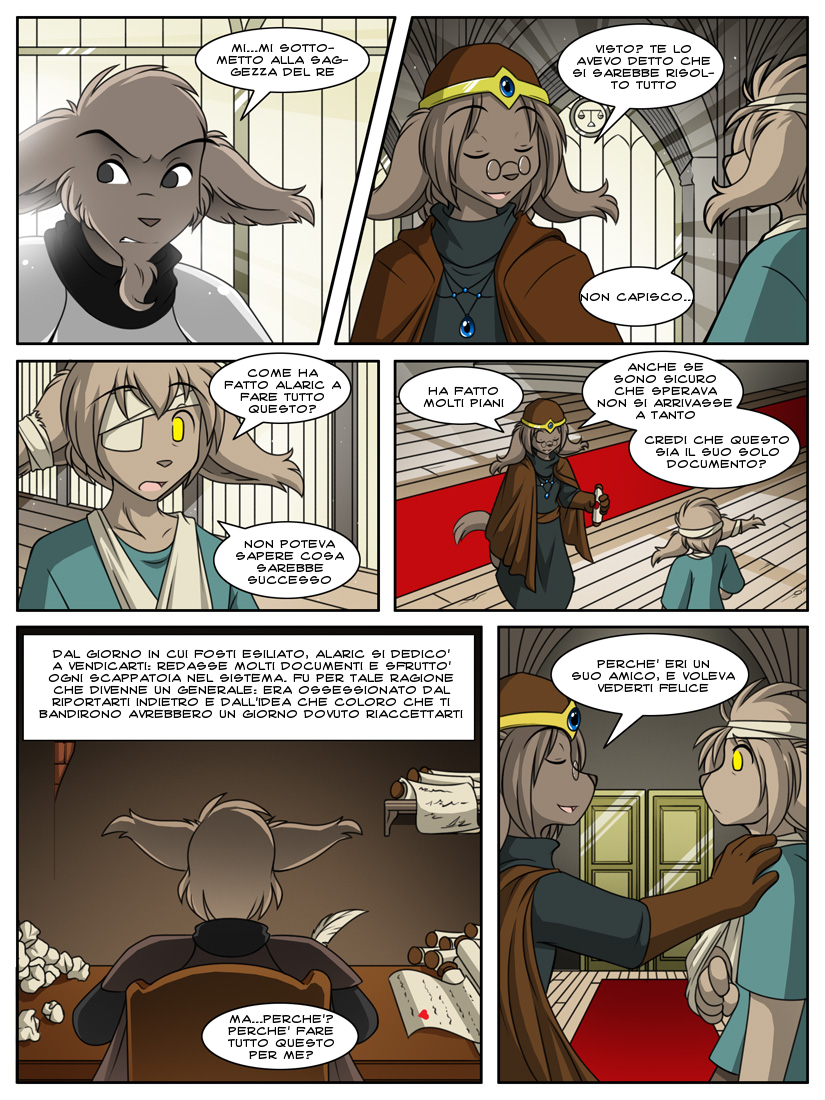 MI...MI SOTTO-
METTO ALLA SAG-
GEZZA DEL RE
VISTO? TE LO
AVEVO DETTO CHE
SI SAREBBE RISOL-
TO TUTTO
NON CAPISCO...
COME HA
FATTO ALARIC A
FARE TUTTO
QUESTO?
NON POTEVA
SAPERE COSA
SAREBBE
SUCCESSO
HA FATTO
MOLTI PIANI
ANCHE SE
SONO SICURO
CHE SPERAVA
NON SI ARRIVASSE
A TANTO
CREDI CHE QUESTO
SIA IL SUO SOLO
DOCUMENTO?
DAL GIORNO IN CUI FOSTI ESILIATO, ALARIC SI DEDICO'
A VENDICARTI: REDASSE MOLTI DOCUMENTI E SFRUTTO'
OGNI SCAPPATOIA NEL SISTEMA. FU PER TALE RAGIONE
CHE DIVENNE UN GENERALE: ERA OSSESSIONATO DAL
RIPORTARTI INDIETRO E DALL'IDEA CHE COLORO CHE TI
BANDIRONO AVREBBERO UN GIORNO DOVUTO RIACCETTARTI
MA...PERCHE'?
PERCHE' FARE
TUTTO QUESTO
PER ME?
PERCHE' ERI UN
SUO AMICO, E VOLEVA
VEDERTI FELICE